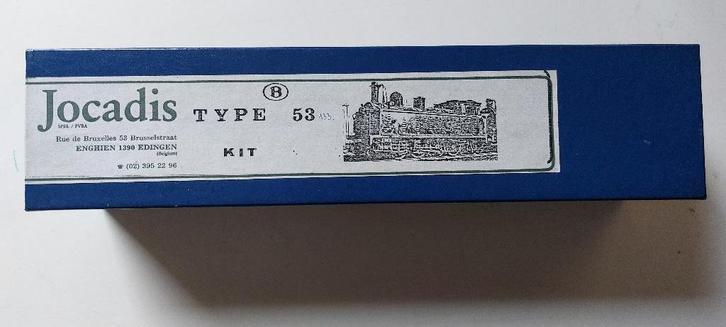 Jocadis
SPRL / PVBA
Rue de Bruxelles 53 Brusselstraat
ENGHIEN 1390 EDINGEN
(Belgium)
☎ (02) 395 22 96
B
TYPE 53
KIT